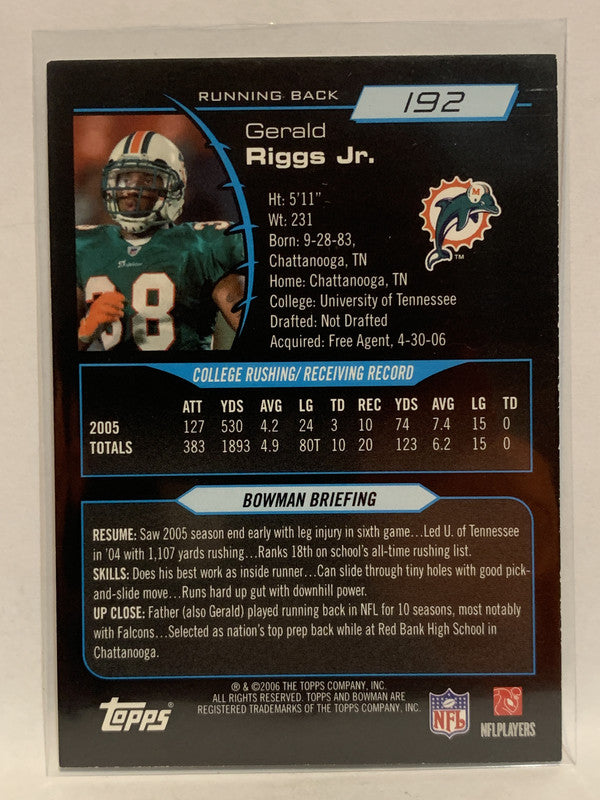 RUNNING BACK 192
Gerald
Riggs Jr.
38
Ht: 5'11"
Wt: 231
Born: 9-28-83,
Chattanooga, TN
Home: Chattanooga, TN
College: University of Tennessee
Drafted: Not Drafted
Acquired: Free Agent, 4-30-06
M
TM
COLLEGE RUSHING/RECEIVING RECORD
ATT YDS AVG LG TD REC YDS AVG LG TD
2005 127 530 4.2 24 3 10 74 7.4 15 0
TOTALS 383 1893 4.9 80T 10 20 123 6.2 15 0
BOWMAN BRIEFING
RESUME: Saw 2005 season end early with leg injury in sixth game...Led U. of Tennessee
in '04 with 1,107 yards rushing...Ranks 18th on school's all-time rushing list.
SKILLS: Does his best work as inside runner...Can slide through tiny holes with good pick-
and-slide move...Runs hard up gut with downhill power.
UP CLOSE: Father (also Gerald) played running back in NFL for 10 seasons, most notably
with Falcons...Selected as nation's top prep back while at Red Bank High School in
Chattanooga.
® & ©2006 THE TOPPS COMPANY, INC.
ALL RIGHTS RESERVED. TOPPS AND BOWMAN ARE
REGISTERED TRADEMARKS OF THE TOPPS COMPANY, INC.
Topps
NFL
NFLPLAYERS